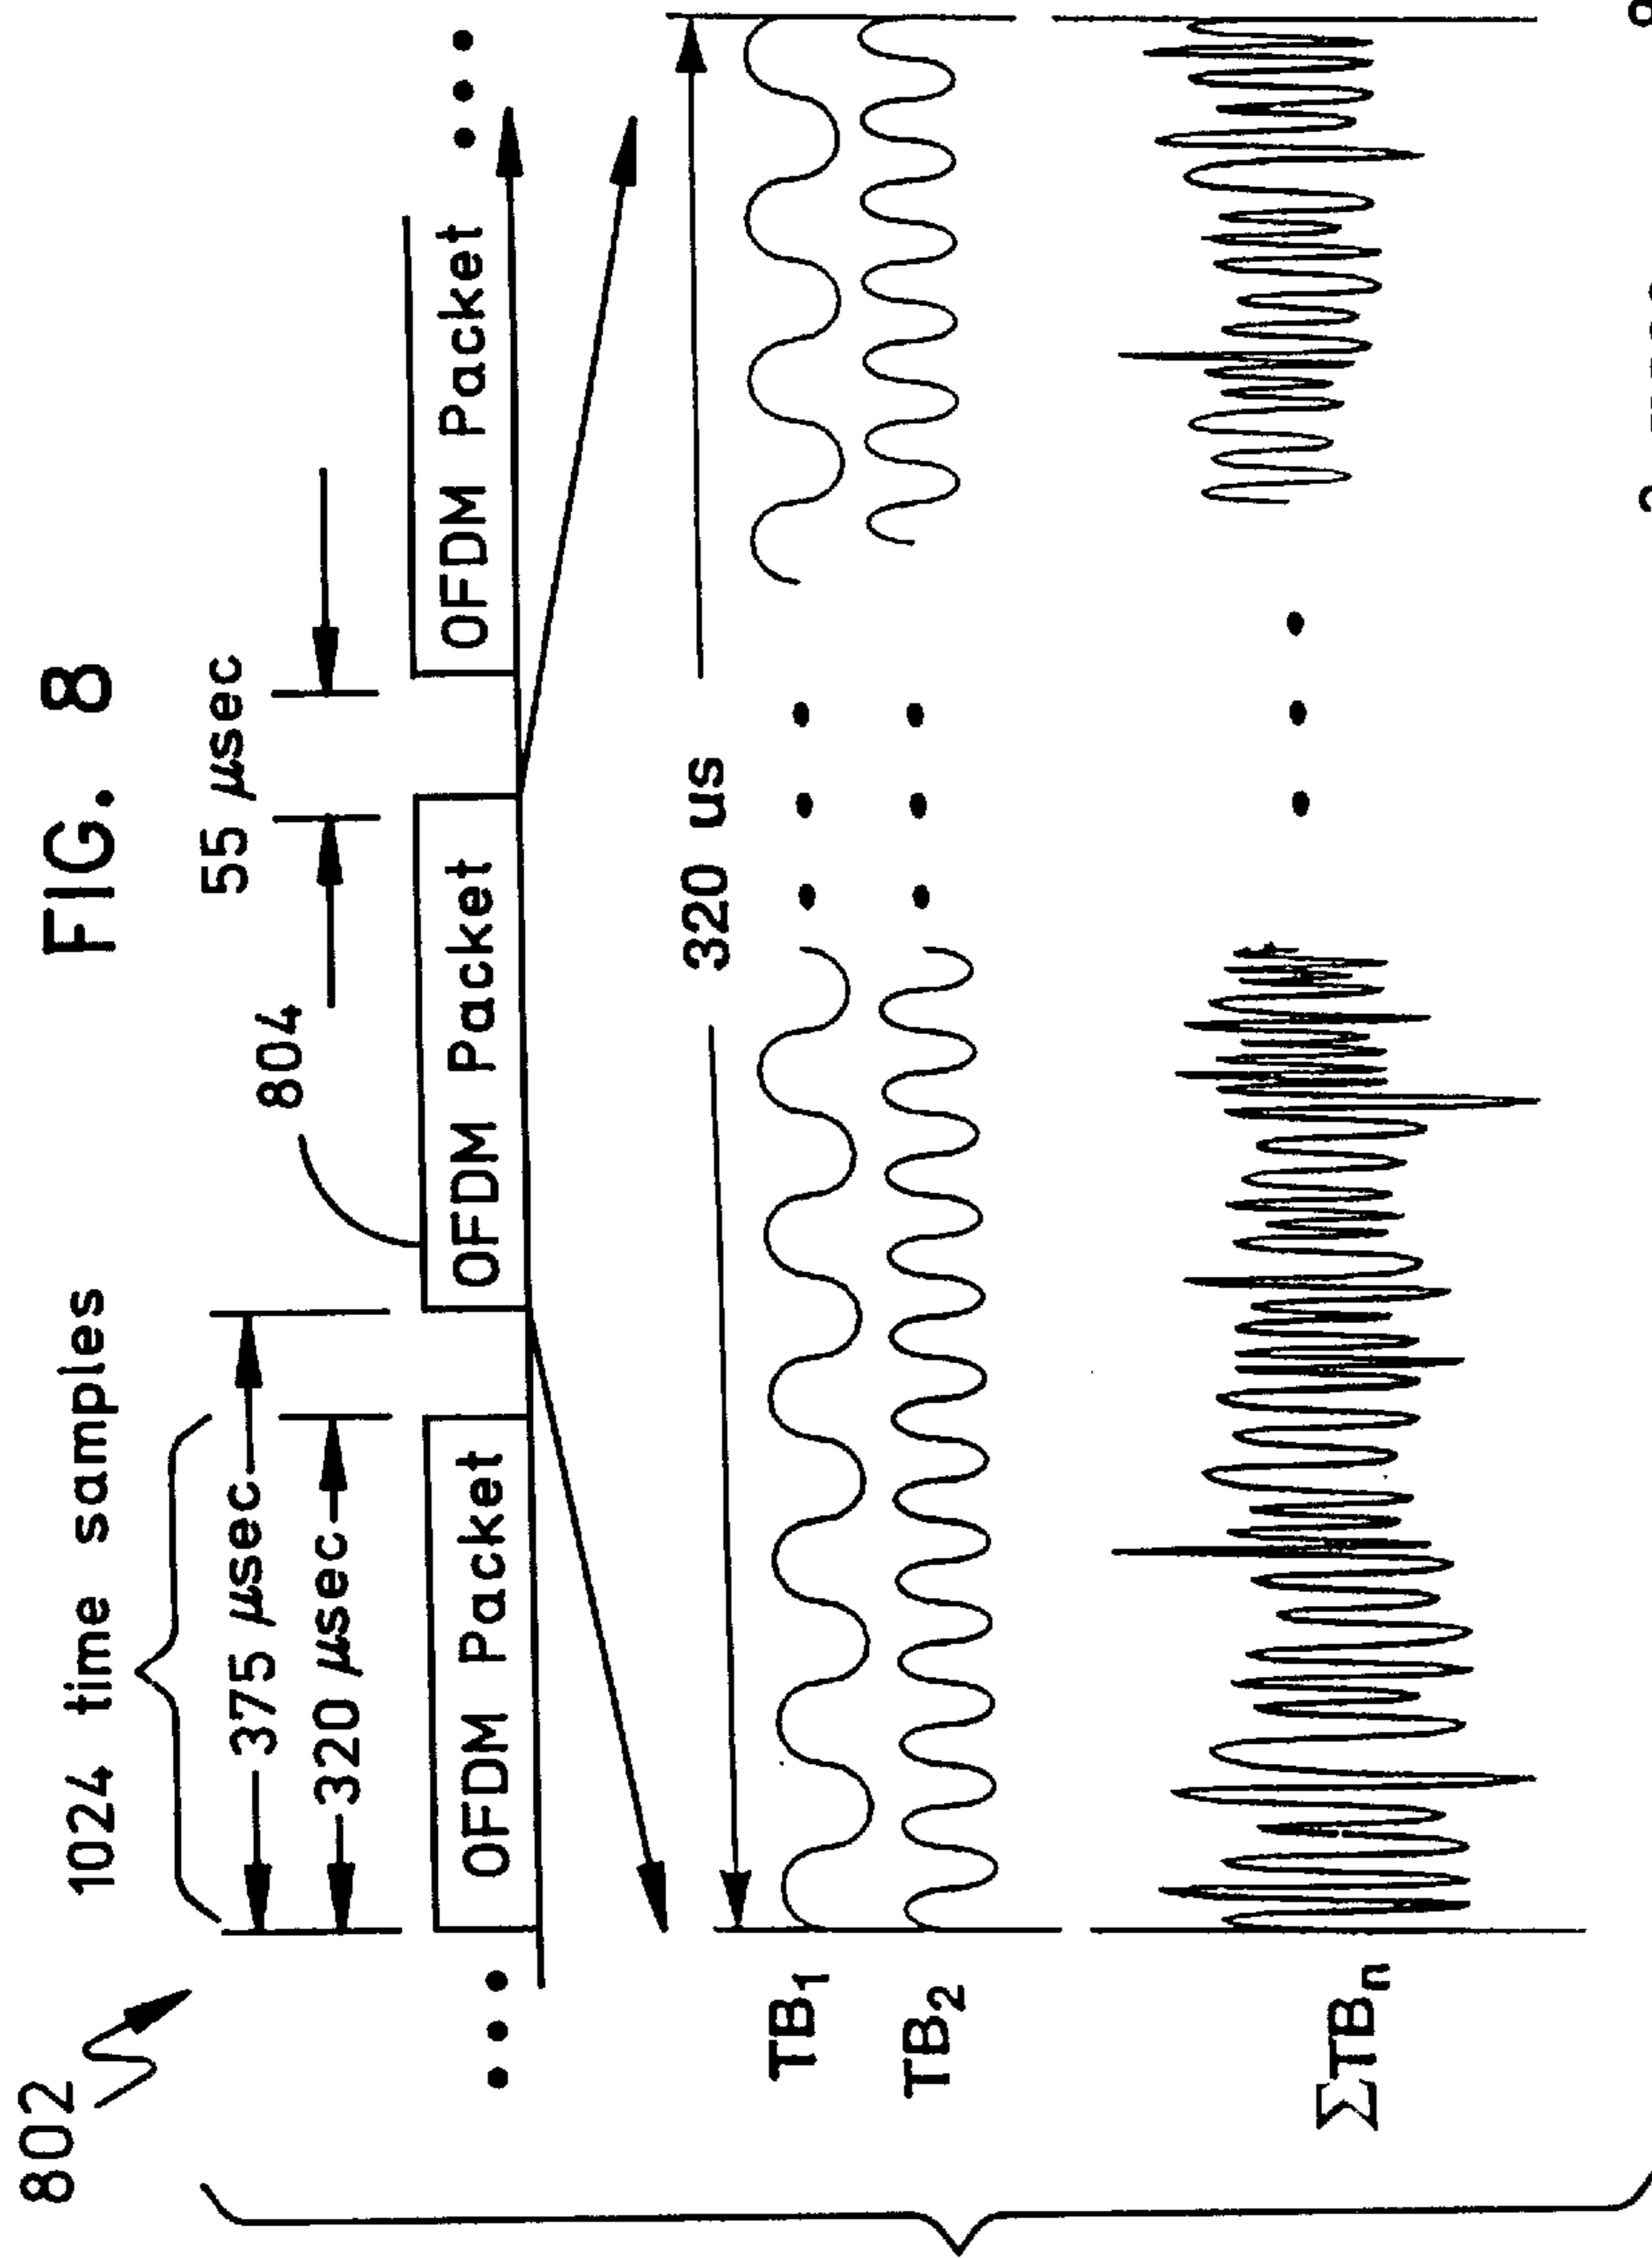 FIG. 8
802
1024 time samples
804
55 μsec
375 μsec
320 μsec
OFDM Packet
OFDM Packet
OFDM Packet
320 us
TB1
TB2
ΣTBn